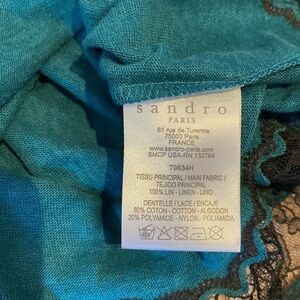 sandro
PARIS
61 rue de Turenne
75003 Paris
FRANCE
www.sandro-paris.com
SMCP USA-RN 132784
T9634H
TISSU PRINCIPAL / MAIN FABRIC /
TEJIDO PRINCIPAL
100% LIN - LINEN - LINO
DENTELLE / LACE / ENCAJE
80% COTON - COTTON - ALGODON
20% POLYAMIDE - NYLON - POLIAMIDA